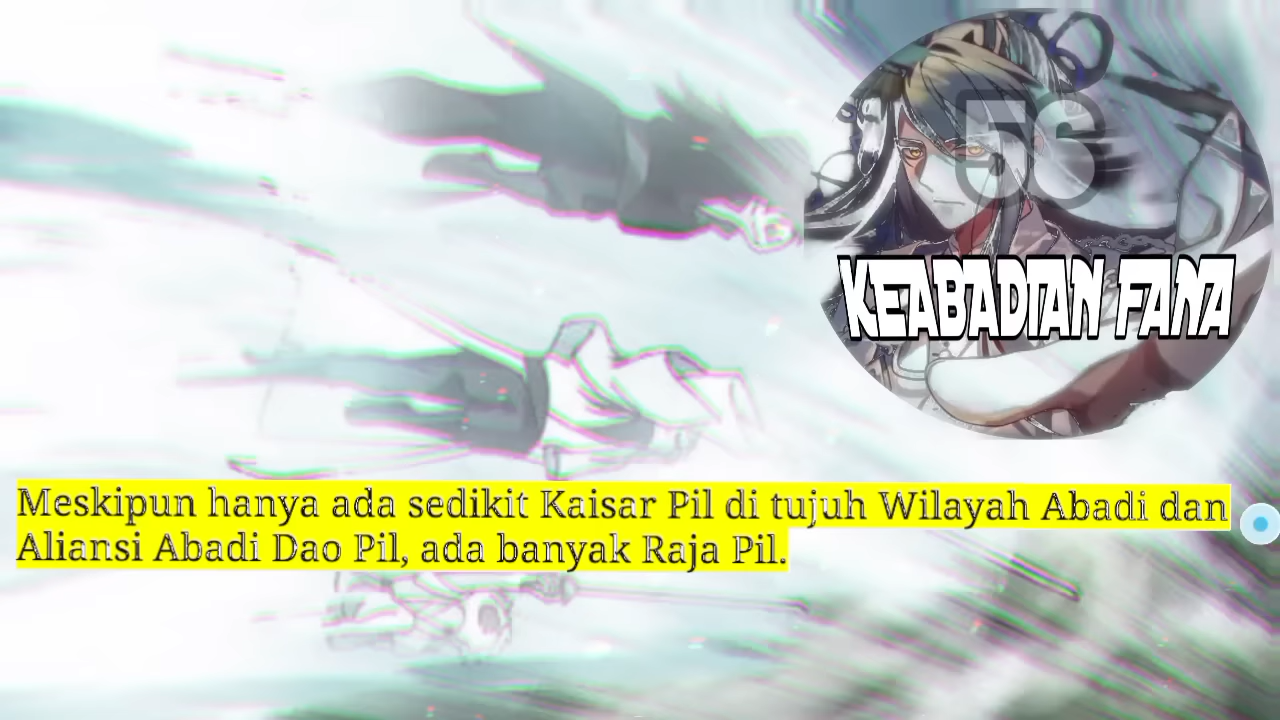 56
KEABADIAN FANA
Meskipun hanya ada sedikit Kaisar Pil di tujuh Wilayah Abadi dan
Aliansi Abadi Dao Pil, ada banyak Raja Pil.